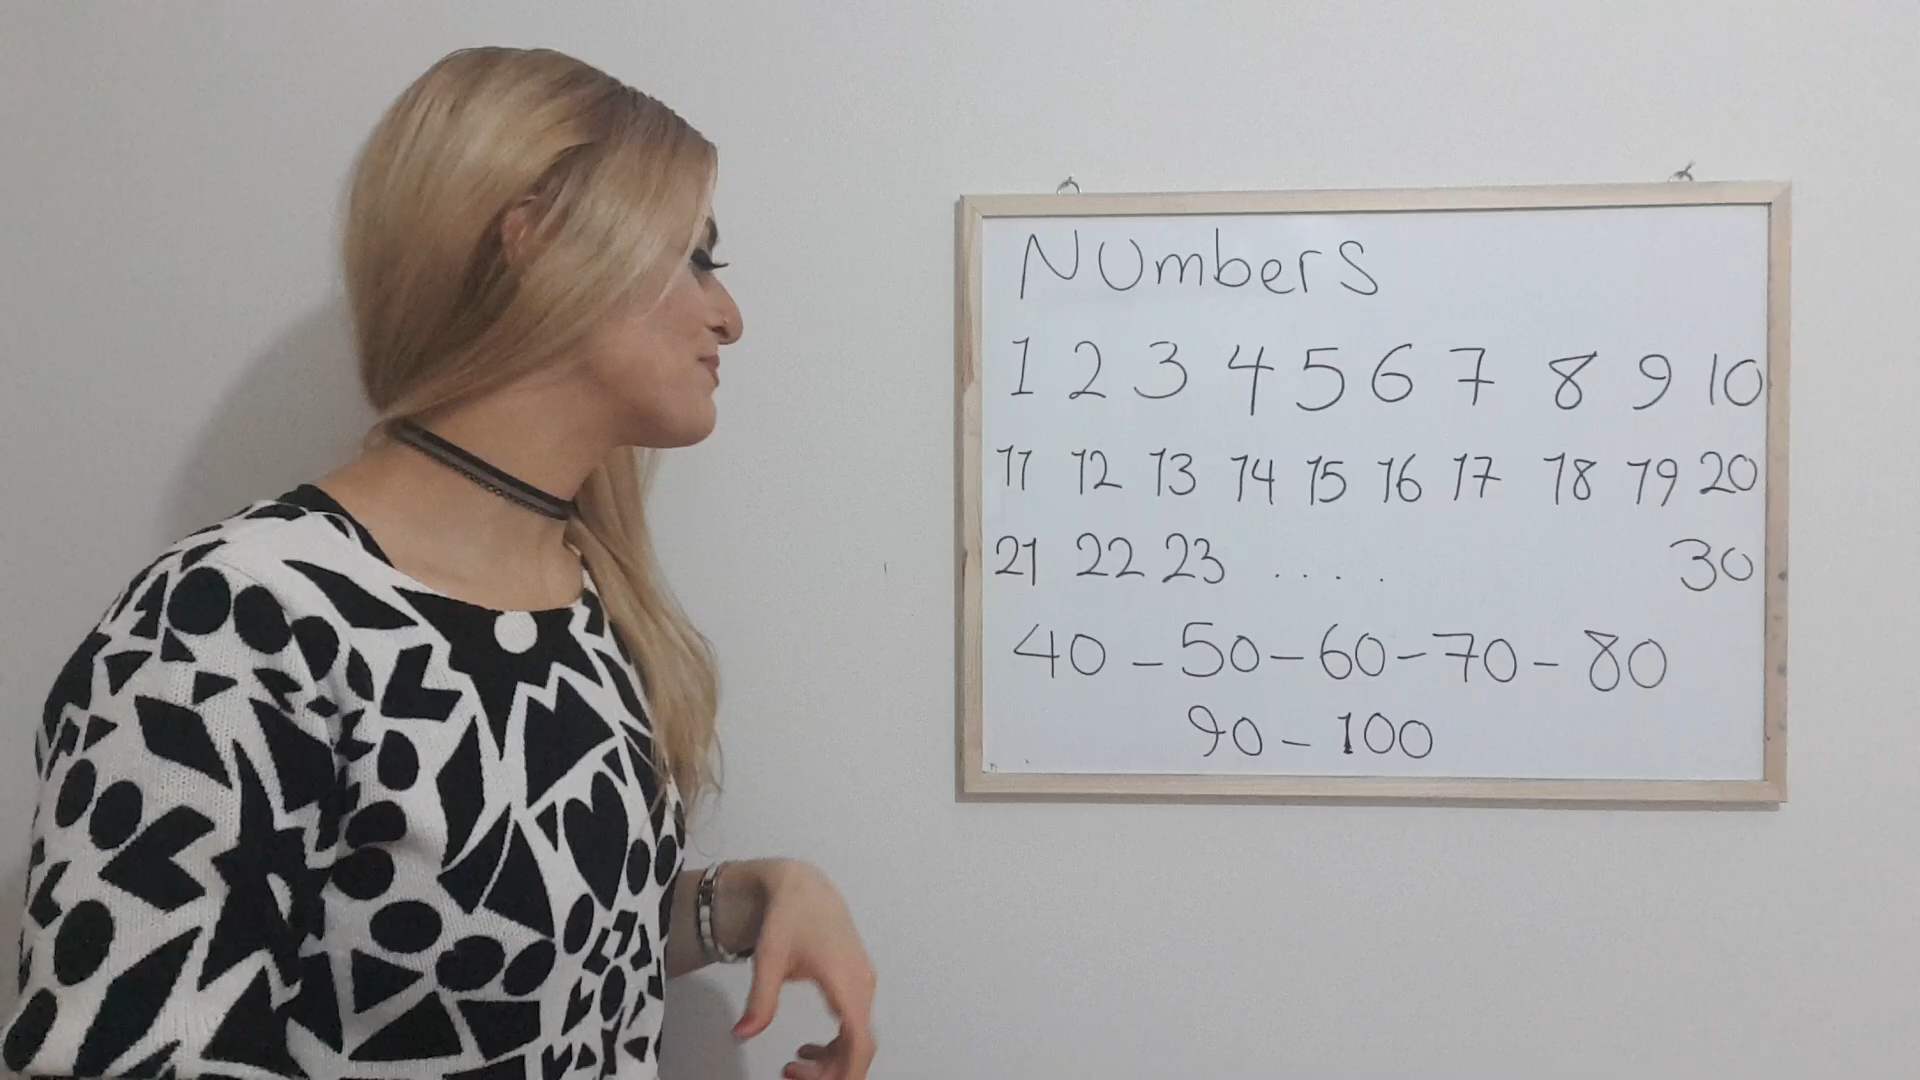 NUmberS
1 2 3 4 5 6 7 8 9 10
11 12 13 14 15 16 17 18 19 20
21 22 23 .... 30
40 - 50 - 60 - 70 - 80
90 - 100